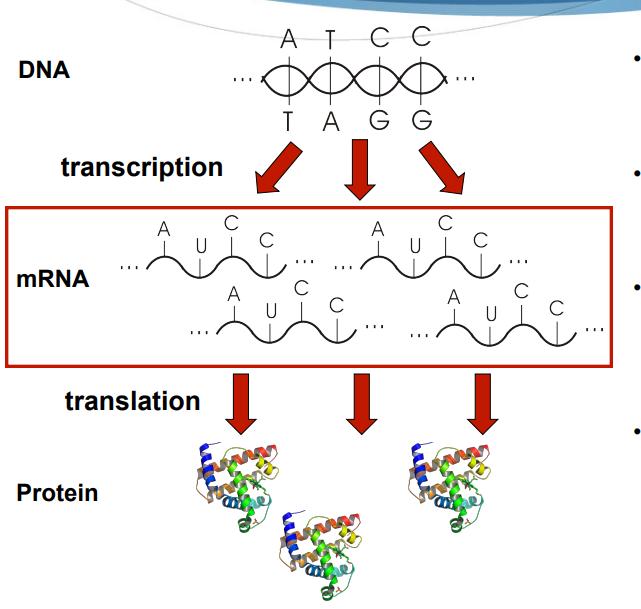 A T C C
DNA
... ...
T A G G
transcription
A U C C ... A U C C
... ... ...
mRNA
A U C C A U C C
... ... ... ...
translation
Protein